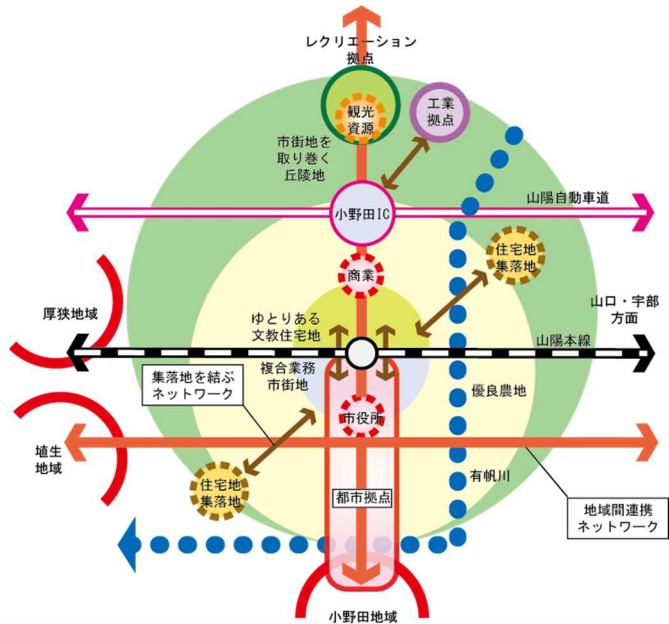 レクリエーション
拠点
観光
資源
工業
拠点
市街地を
取り巻く
丘陵地
小野田IC
山陽自動車道
住宅地
集落地
商業
厚狭地域
山口・宇部
方面
ゆとりある
文教住宅地
山陽本線
複合業務
市街地
集落地を結ぶ
ネットワーク
優良農地
市役所
埴生
地域
住宅地
集落地
有帆川
都市拠点
地域間連携
ネットワーク
小野田地域